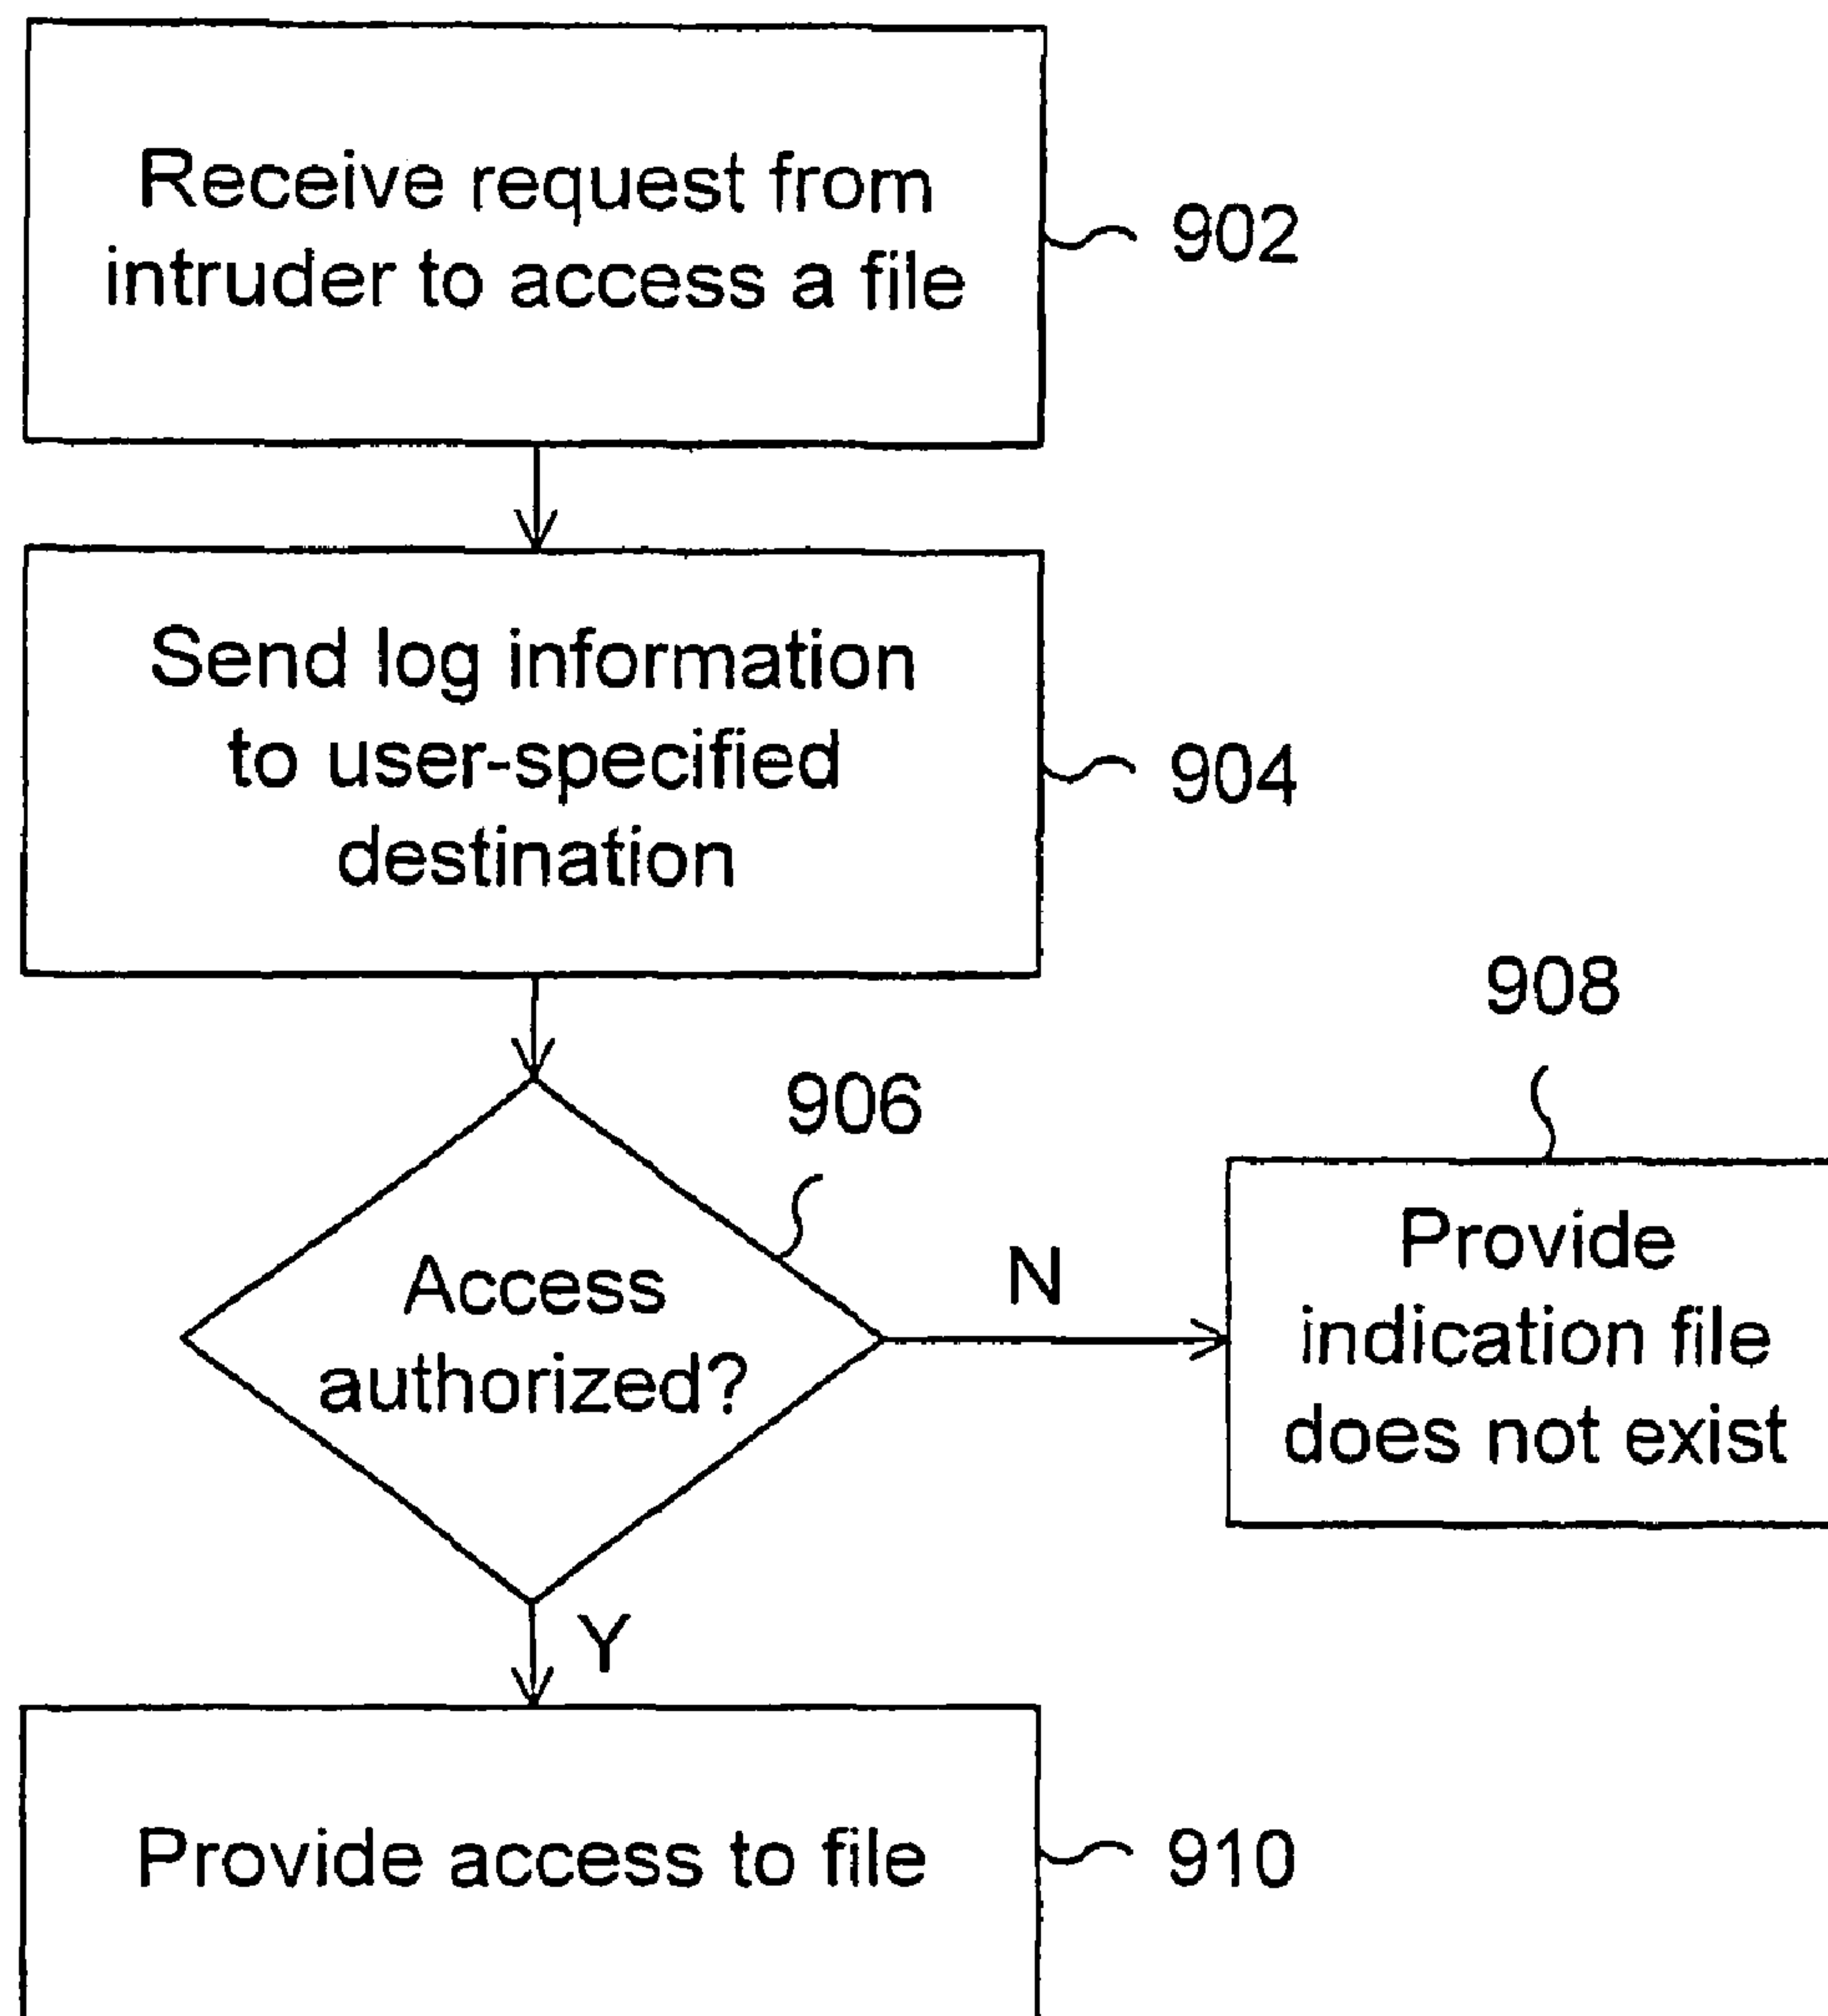 Receive request from
intruder to access a file
902
Send log information
to user-specified
destination
904
906
Access
authorized?
N
908
Provide
indication file
does not exist
Y
Provide access to file
910